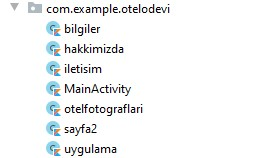 com.example.otelodevi
bilgiler
hakkimizda
iletisim
MainActivity
otelfotograflari
sayfa2
uygulama